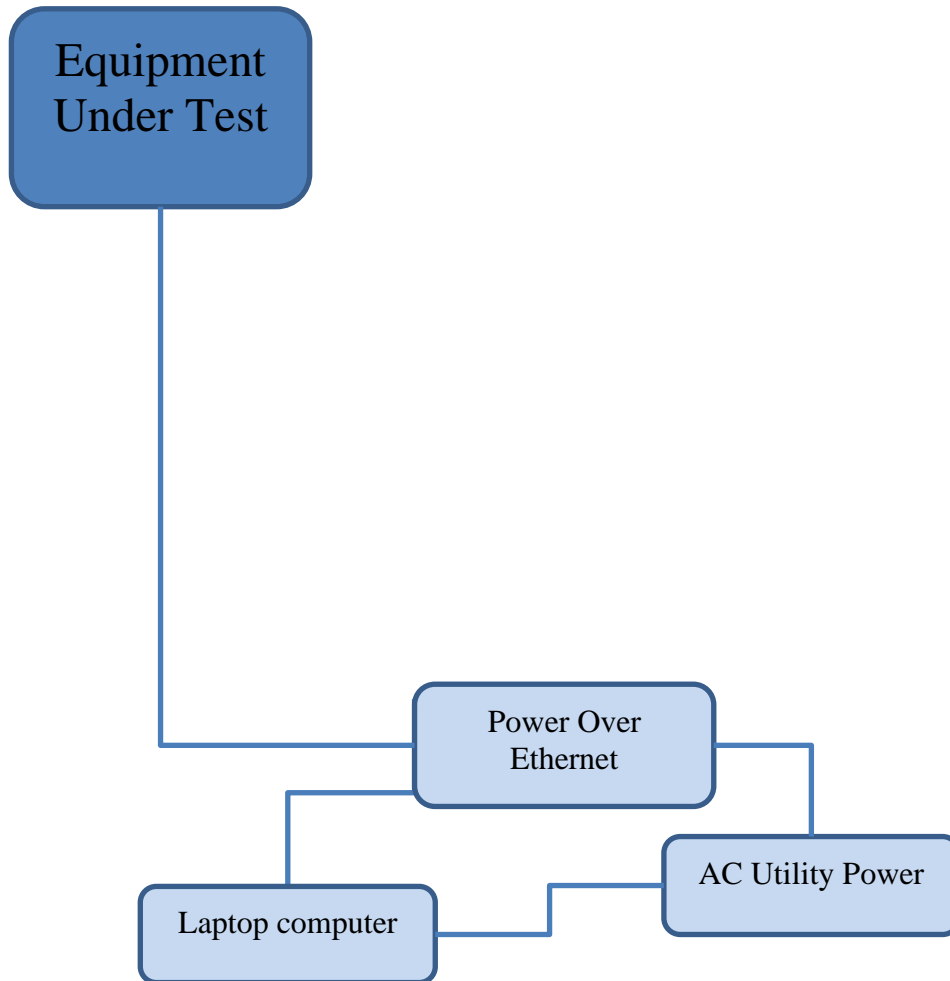 Equipment
Under Test
Power Over
Ethernet
AC Utility Power
Laptop computer